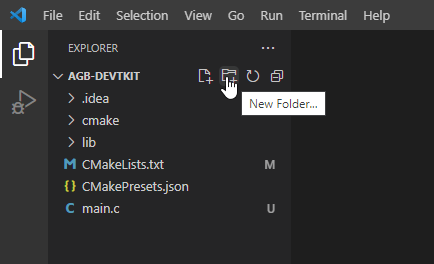 File Edit Selection View Go Run Terminal Help
EXPLORER
AGB-DEVTKIT
New Folder...
.idea
cmake
lib
CMakeLists.txt M
CMakePresets.json
main.c U